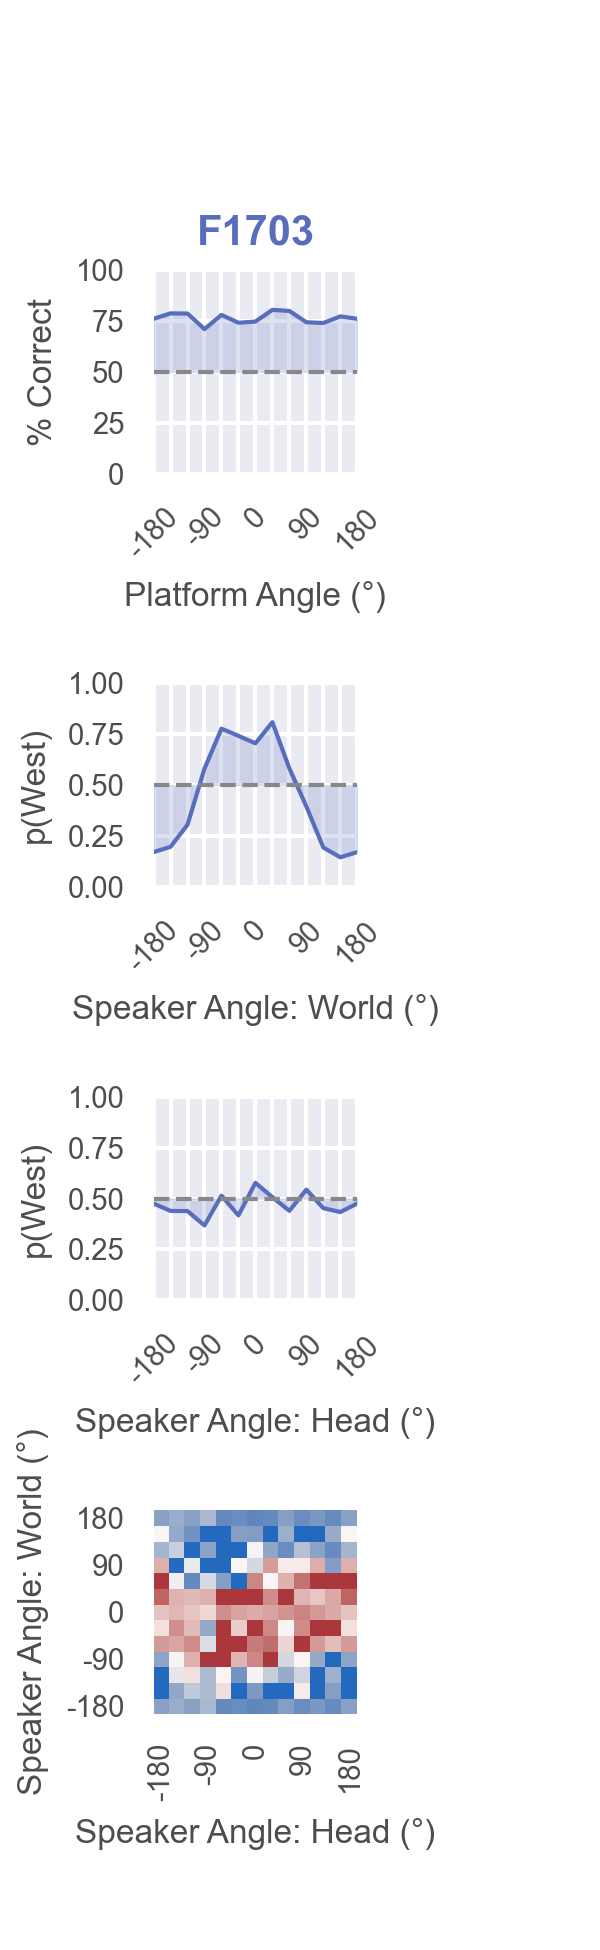 F1703
100
75
50
25
0
% Correct
-180 -90 0 90 180
Platform Angle (°)
1.00
0.75
0.50
0.25
0.00
p(West)
-180 -90 0 90 180
Speaker Angle: World (°)
1.00
0.75
0.50
0.25
0.00
p(West)
-180 -90 0 90 180
Speaker Angle: Head (°)
180
90
0
-90
-180
Speaker Angle: World (°)
-180 -90 0 90 180
Speaker Angle: Head (°)